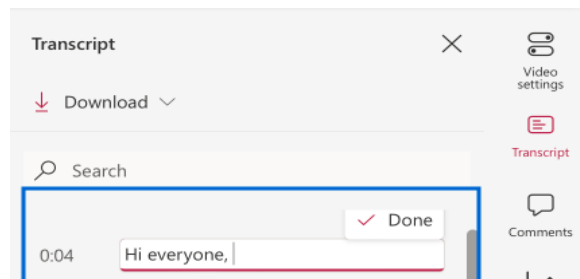 Transcript
Download
Search
Done
0:04 Hi everyone,
Video
settings
Transcript
Comments